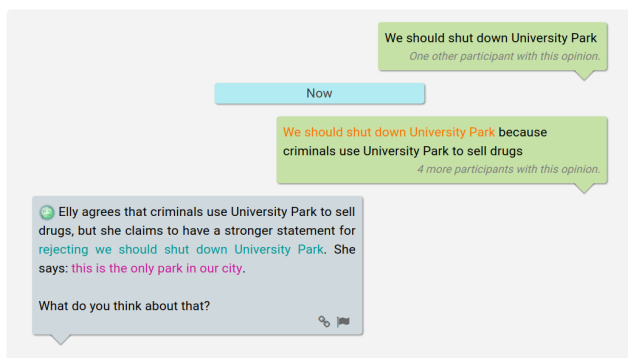 We should shut down University Park
One other participant with this opinion.
Now
We should shut down University Park because
criminals use University Park to sell drugs
4 more participants with this opinion.
Elly agrees that criminals use University Park to sell
drugs, but she claims to have a stronger statement for
rejecting we should shut down University Park. She
says: this is the only park in our city.
What do you think about that?